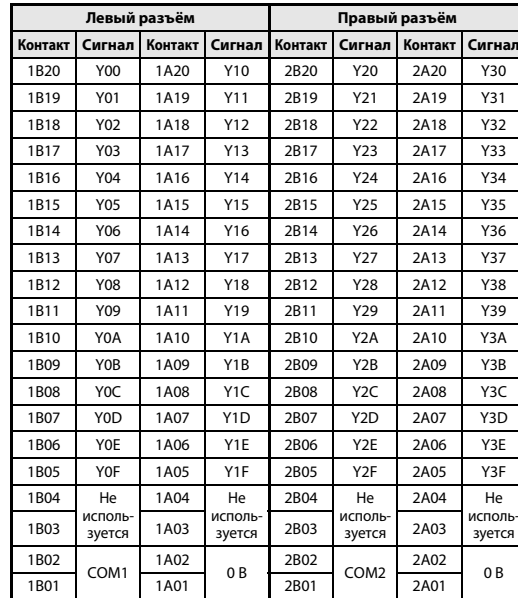 Левый разъём Правый разъём
Контакт Сигнал Контакт Сигнал Контакт Сигнал Контакт Сигнал
1B20 Y00 1A20 Y10 2B20 Y20 2A20 Y30
1B19 Y01 1A19 Y11 2B19 Y21 2A19 Y31
1B18 Y02 1A18 Y12 2B18 Y22 2A18 Y32
1B17 Y03 1A17 Y13 2B17 Y23 2A17 Y33
1B16 Y04 1A16 Y14 2B16 Y24 2A16 Y34
1B15 Y05 1A15 Y15 2B15 Y25 2A15 Y35
1B14 Y06 1A14 Y16 2B14 Y26 2A14 Y36
1B13 Y07 1A13 Y17 2B13 Y27 2A13 Y37
1B12 Y08 1A12 Y18 2B12 Y28 2A12 Y38
1B11 Y09 1A11 Y19 2B11 Y29 2A11 Y39
1B10 Y0A 1A10 Y1A 2B10 Y2A 2A10 Y3A
1B09 Y0B 1A09 Y1B 2B09 Y2B 2A09 Y3B
1B08 Y0C 1A08 Y1C 2B08 Y2C 2A08 Y3C
1B07 Y0D 1A07 Y1D 2B07 Y2D 2A07 Y3D
1B06 Y0E 1A06 Y1E 2B06 Y2E 2A06 Y3E
1B05 Y0F 1A05 Y1F 2B05 Y2F 2A05 Y3F
1B04 Не 1A04 Не 2B04 Не 2A04 Не
исполь- исполь- исполь- исполь-
1B03 зуется 1A03 зуется 2B03 зуется 2A03 зуется
1B02 1A02 2B02 2A02
COM1 0 В COM2 0 В
1B01 1A01 2B01 2A01